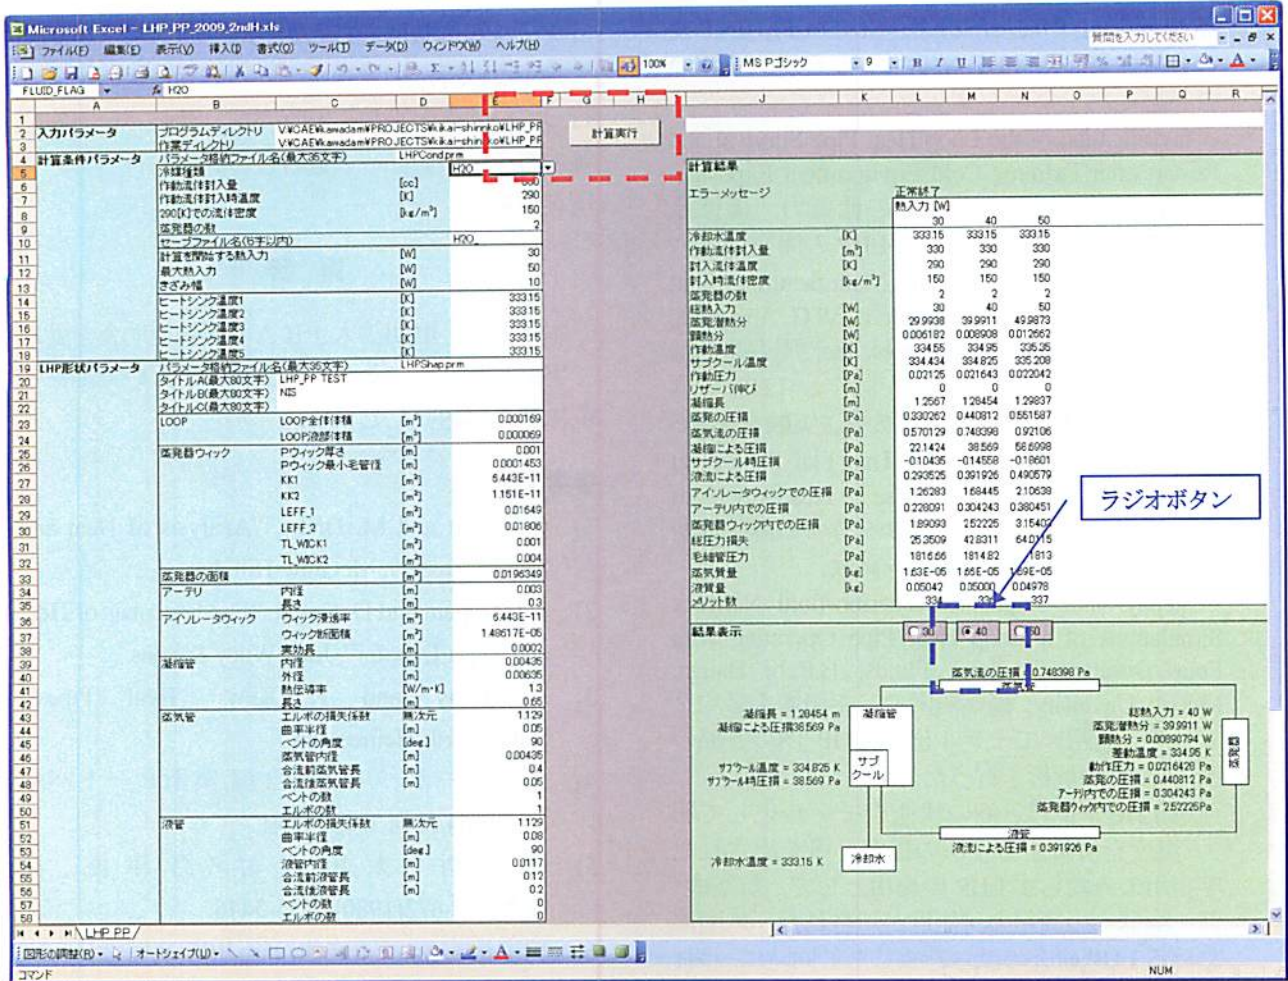 Microsoft Excel - LHP_PP_2009_2ndH.xls
ファイル(F) 編集(E) 表示(V) 挿入(I) 書式(O) ツール(T) データ(D) ウィンドウ(W) ヘルプ(H)
質問を入力してください
100%
MS Pゴシック 9
FLUID_FLAG fx H2O
A B C D E F G H J K L M N O P Q R
入力パラメータ プログラムディレクトリ
作業ディレクトリ
計算実行
計算条件パラメータ パラメータ格納ファイル名(最大35文字) LHPCond.prm
冷媒種類 H2O
作動流体封入量 [cc]
作動流体封入時温度 [K] 290
290[K]での流体密度 [kg/m³] 150
蒸発器の数 2
セーブファイル名(6字以内) H2O_
計算を開始する熱入力 [W] 30
最大熱入力 [W] 50
きざみ幅 [W] 10
ヒートシンク温度1 [K] 333.15
ヒートシンク温度2 [K] 333.15
ヒートシンク温度3 [K] 333.15
ヒートシンク温度4 [K] 333.15
ヒートシンク温度5 [K] 333.15
LHP形状パラメータ パラメータ格納ファイル名(最大35文字) LHPShap.prm
タイトルA(最大80文字) LHP_PP TEST
タイトルB(最大80文字) NIS
タイトルC(最大80文字)
LOOP LOOP全体体積 [m³] 0.000169
LOOP液部体積 [m³] 0.000069
蒸発器ウィック Pウィック厚さ [m] 0.001
Pウィック最小毛管径 [m] 0.0001453
KK1 [m²] 6.443E-11
KK2 [m²] 1.151E-11
LEFF_1 [m²] 0.01649
LEFF_2 [m²] 0.01806
TL_WICK1 [m²] 0.001
TL_WICK2 [m²] 0.004
蒸発器の面積 [m²] 0.0196349
アーテリ 内径 [m] 0.003
長さ [m] 0.3
アイソレータウィック ウィック浸透率 [m²] 6.443E-11
ウィック断面積 [m²] 1.48617E-05
実効長 [m] 0.0002
凝縮管 内径 [m] 0.00435
外径 [m] 0.00635
熱伝導率 [W/m・K] 1.3
長さ [m] 0.65
蒸気管 エルボの損失係数 無次元 1.129
曲率半径 [m] 0.05
ベントの角度 [deg.] 90
蒸気管内径 [m] 0.00435
合流前蒸気管長 [m] 0.4
合流後蒸気管長 [m] 0.05
ベントの数 1
エルボの数 1
液管 エルボの損失係数 無次元 1.129
曲率半径 [m] 0.08
ベントの角度 [deg.] 90
液管内径 [m] 0.0117
合流前液管長 [m] 0.12
合流後液管長 [m] 0.2
ベントの数 0
エルボの数 0
計算結果
エラーメッセージ 正常終了
熱入力 [W]
30 40 50
冷却水温度 [K] 333.15 333.15 333.15
作動流体封入量 [m³] 330 330 330
封入流体温度 [K] 290 290 290
封入時流体密度 [kg/m³] 150 150 150
蒸発器の数 2 2 2
総熱入力 [W] 30 40 50
蒸発潜熱分 [W] 29.9938 39.9911 49.9873
顕熱分 [W] 0.006182 0.008908 0.012662
作動温度 [K] 334.55 334.95 335.35
サブクール温度 [K] 334.434 334.825 335.208
作動圧力 [Pa] 0.02125 0.021643 0.022042
リザーバ伸び [m] 0 0 0
凝縮長 [m] 1.2567 1.28454 1.29837
蒸発の圧損 [Pa] 0.330262 0.440812 0.551587
蒸気流の圧損 [Pa] 0.570129 0.748398 0.92106
凝縮による圧損 [Pa] 22.1424 38.569 58.6998
サブクール時圧損 [Pa] -0.10435 -0.14558 -0.18601
液流による圧損 [Pa] 0.293525 0.391926 0.490579
アイソレータウィックでの圧損 [Pa] 1.26283 1.68445 2.10638
アーテリ内での圧損 [Pa] 0.228091 0.304243 0.380451
蒸発器ウィック内での圧損 [Pa] 1.89093 2.52225 3.15402
総圧力損失 [Pa] 25.3509 42.8311 64.0115
毛細管圧力 [Pa] 1816.66 1814.82 1813
蒸気質量 [kg] 1.63E-05 1.66E-05 1.69E-05
液質量 [kg] 0.05042 0.05000 0.04978
メリット数 334 337
ラジオボタン
結果表示 30 40 50
蒸気流の圧損 = 0.748398 Pa
蒸気管
凝縮長 = 1.28454 m
凝縮による圧損38.569 Pa
凝縮管
サブクール温度 = 334.825 K
サブクール時圧損 = 38.569 Pa
サブ
クール
総熱入力 = 40 W
蒸発潜熱分 = 39.9911 W
顕熱分 = 0.00890794 W
差動温度 = 334.95 K
動作圧力 = 0.0216428 Pa
蒸発の圧損 = 0.440812 Pa
アーテリ内での圧損 = 0.304243 Pa
蒸発器ウィック内での圧損 = 2.52225Pa
蒸発器
液管
液流による圧損 = 0.391926 Pa
冷却水温度 = 333.15 K
冷却水
LHP_PP
図形の調整(R) オートシェイプ(U)
コマンド
NUM